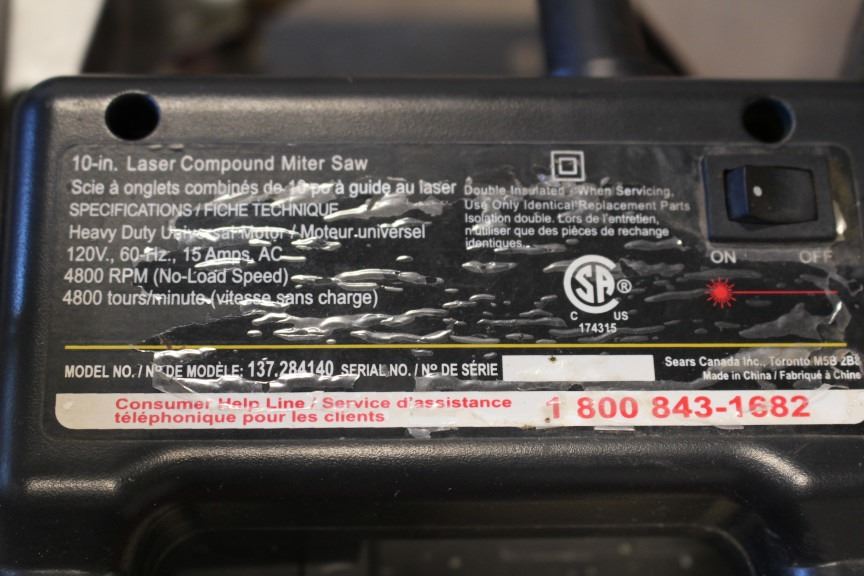 10-in. Laser Compound Miter Saw
Scie à onglets combinés de 10 po à guide au laser
SPECIFICATIONS / FICHE TECHNIQUE
Heavy Duty Universal Motor / Moteur universel
120V., 60 Hz., 15 Amps, AC
4800 RPM (No-Load Speed)
4800 tours/minute (vitesse sans charge)
Double Insulated - When Servicing,
Use Only Identical Replacement Parts
Isolation double. Lors de l'entretien,
n'utiliser que des pièces de rechange
identiques.
SA ®
C US
174315
ON OFF
MODEL NO. / Nº DE MODÈLE: 137.284140 SERIAL NO. / Nº DE SÉRIE
Sears Canada Inc., Toronto M5B 2B8
Made in China / Fabriqué à Chine
Consumer Help Line / Service d'assistance
téléphonique pour les clients
1 800 843-1682